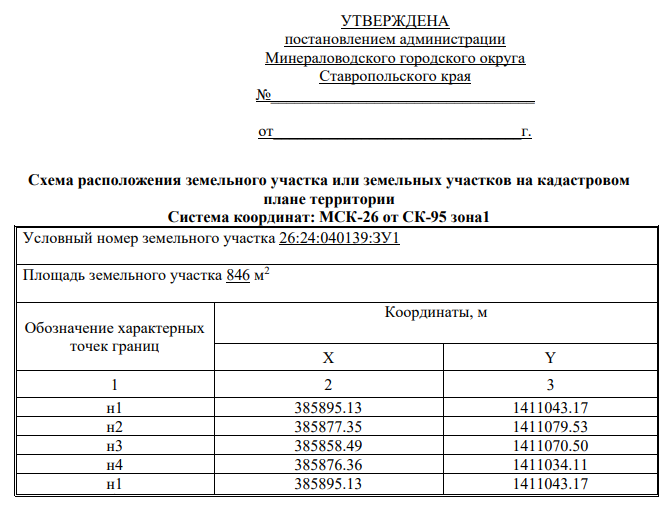 УТВЕРЖДЕНА
постановлением администрации
Минераловодского городского округа
Ставропольского края
№
от г.
Схема расположения земельного участка или земельных участков на кадастровом
плане территории
Система координат: МСК-26 от СК-95 зона1
Условный номер земельного участка 26:24:040139:ЗУ1
Площадь земельного участка 846 м²
Обозначение характерных
точек границ
Координаты, м
X Y
1 2 3
н1 385895.13 1411043.17
н2 385877.35 1411079.53
н3 385858.49 1411070.50
н4 385876.36 1411034.11
н1 385895.13 1411043.17